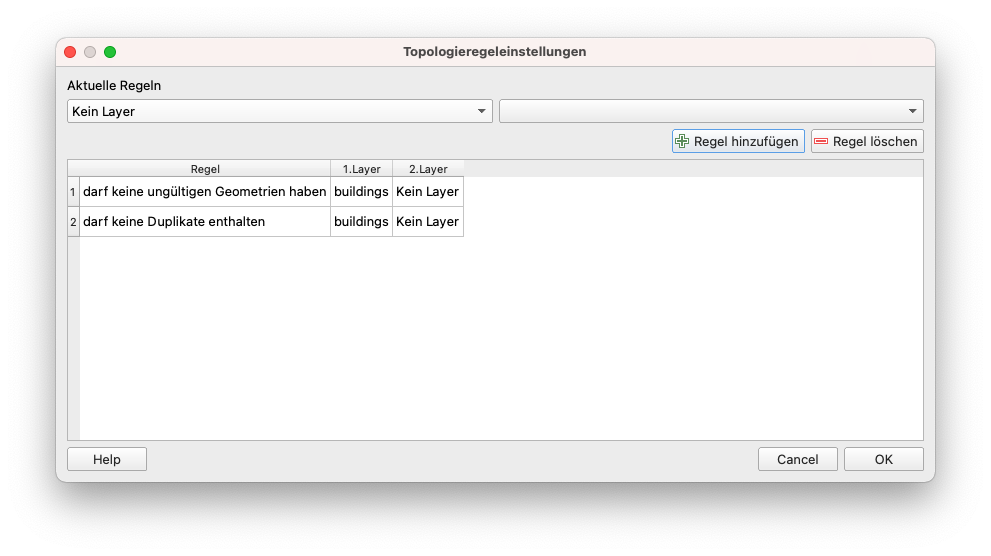 Topologieregeleinstellungen
Aktuelle Regeln
Kein Layer
Regel hinzufügen Regel löschen
Regel 1.Layer 2.Layer
1 darf keine ungültigen Geometrien haben buildings Kein Layer
2 darf keine Duplikate enthalten buildings Kein Layer
Help Cancel OK